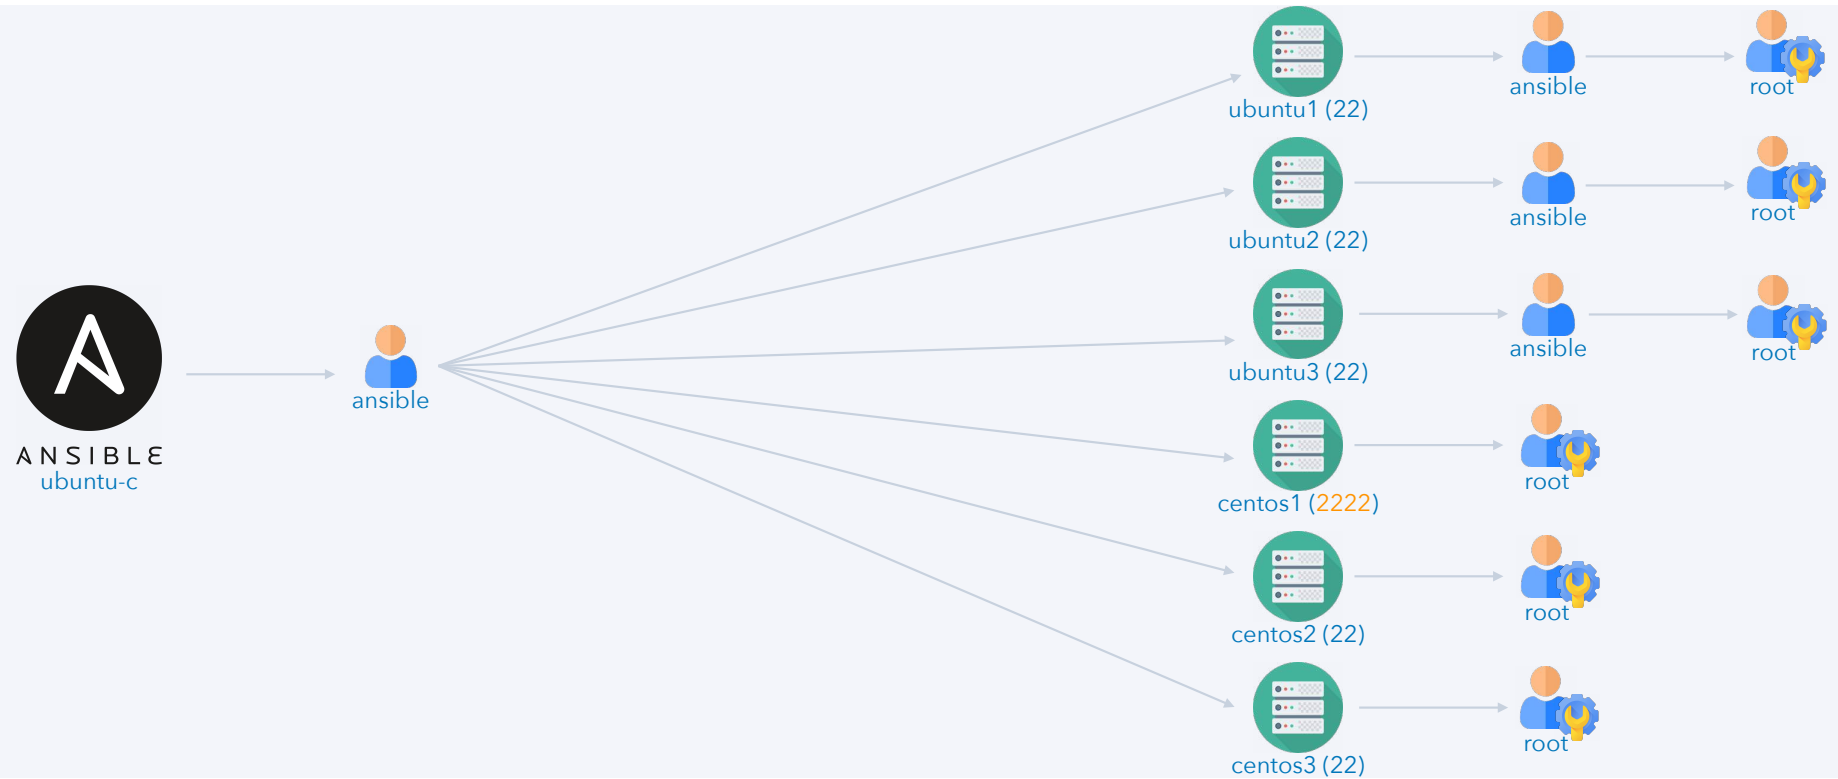 ubuntu1 (22)
ansible
root
ubuntu2 (22)
ansible
root
ubuntu3 (22)
ansible
root
ANSIBLE
ubuntu-c
ansible
centos1 (2222)
root
centos2 (22)
root
centos3 (22)
root